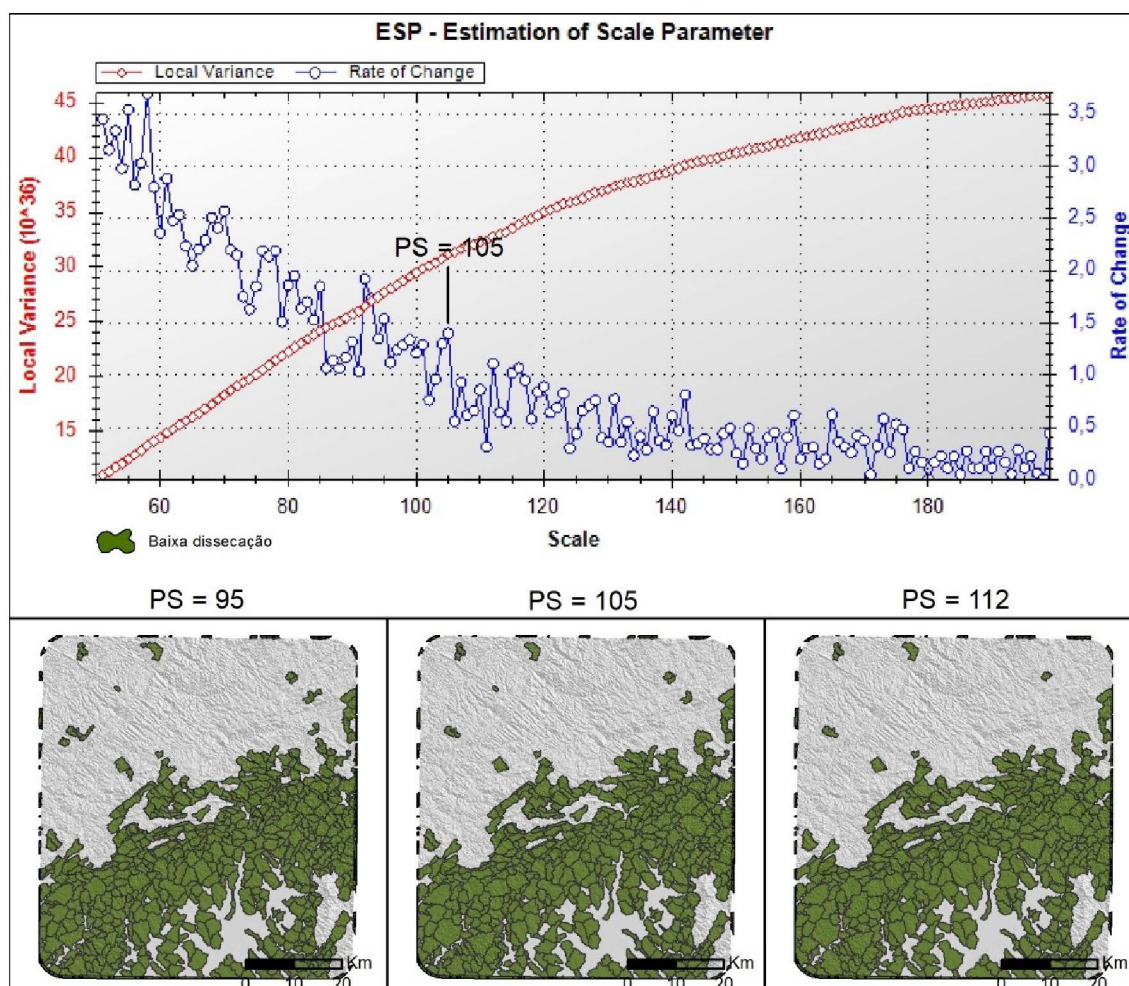 ESP - Estimation of Scale Parameter
Local Variance Rate of Change
45
40
35
30
25
20
15
Local Variance (10^36)
PS = 105
3,5
3,0
2,5
2,0
1,5
1,0
0,5
0,0
Rate of Change
60 80 100 120 140 160 180
Scale
Baixa dissecação
PS = 95 PS = 105 PS = 112
Km Km Km
0 10 20 0 10 20 0 10 20